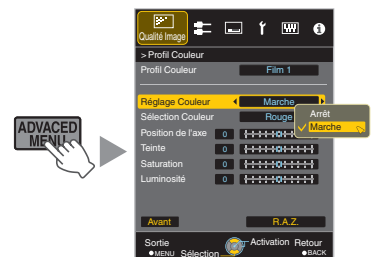 Qualité Image
>Profil Couleur
Profil Couleur Film 1
Réglage Couleur Marche
Arrêt
Marche
Sélection Couleur Rouge
Position de l'axe 0
Teinte 0
Saturation 0
Luminosité 0
ADVACED
MENU
Avant R.A.Z.
Sortie Activation Retour
MENU Sélection BACK